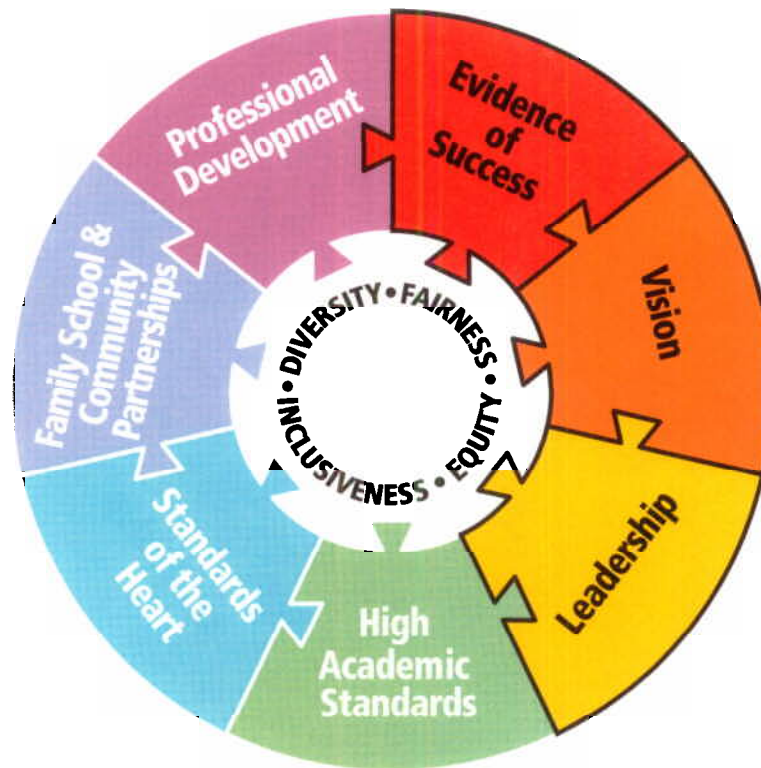 Evidence
of
Success
Vision
Leadership
High
Academic
Standards
Standards
of the
Heart
Family School &
Community
Partnerships
Professional
Development
DIVERSITY • FAIRNESS • EQUITY • INCLUSIVENESS •